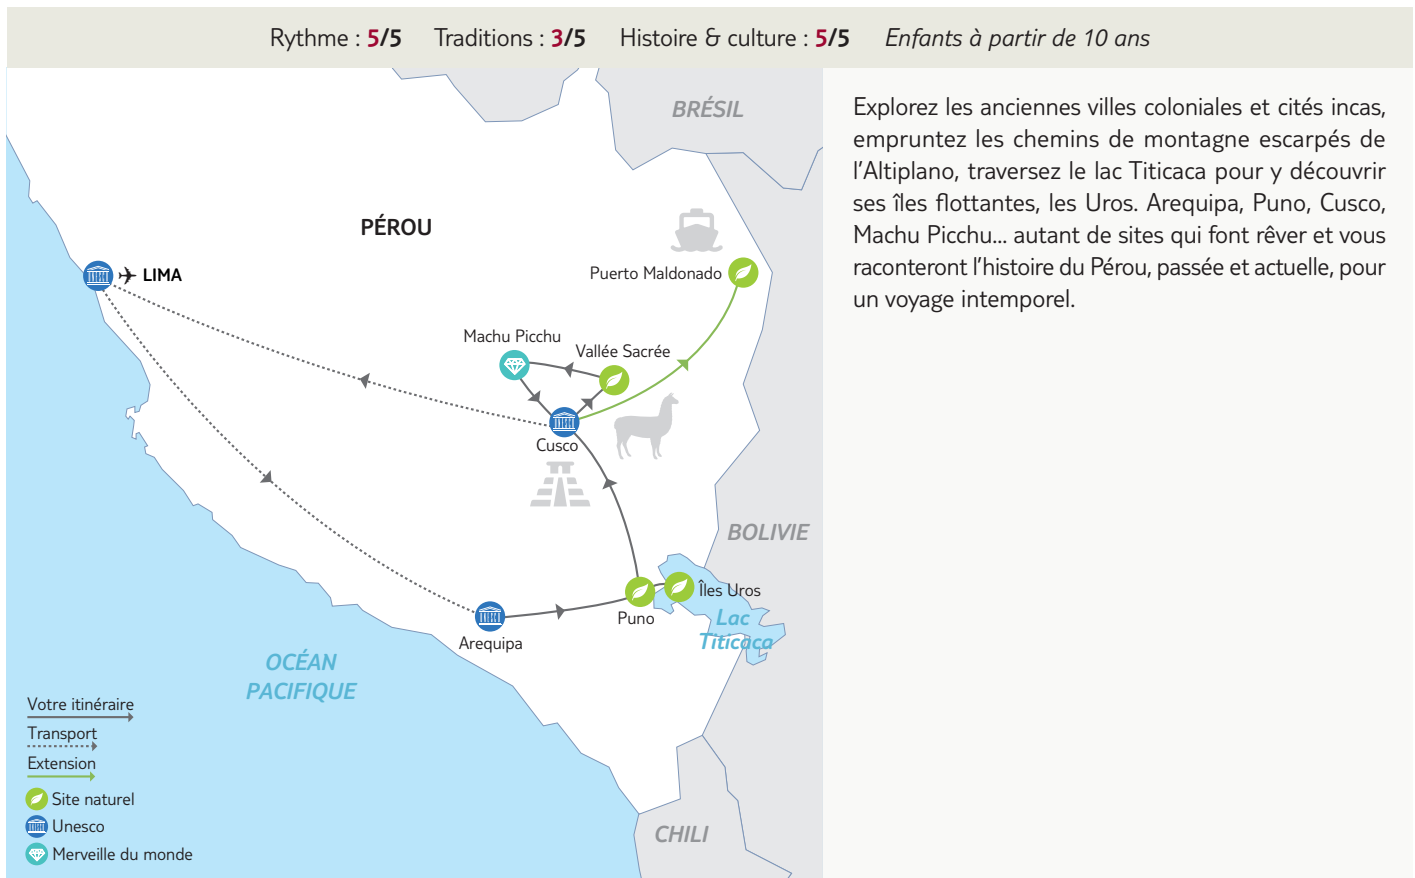 Rythme : 5/5 Traditions : 3/5 Histoire & culture : 5/5 Enfants à partir de 10 ans
BRÉSIL
PÉROU
LIMA
Puerto Maldonado
Machu Picchu
Vallée Sacrée
Cusco
BOLIVIE
Îles Uros
Puno
Lac
Titicaca
Arequipa
OCÉAN
PACIFIQUE
CHILI
Votre itinéraire
Transport
Extension
Site naturel
Unesco
Merveille du monde
Explorez les anciennes villes coloniales et cités incas,
empruntez les chemins de montagne escarpés de
l'Altiplano, traversez le lac Titicaca pour y découvrir
ses îles flottantes, les Uros. Arequipa, Puno, Cusco,
Machu Picchu... autant de sites qui font rêver et vous
raconteront l'histoire du Pérou, passée et actuelle, pour
un voyage intemporel.